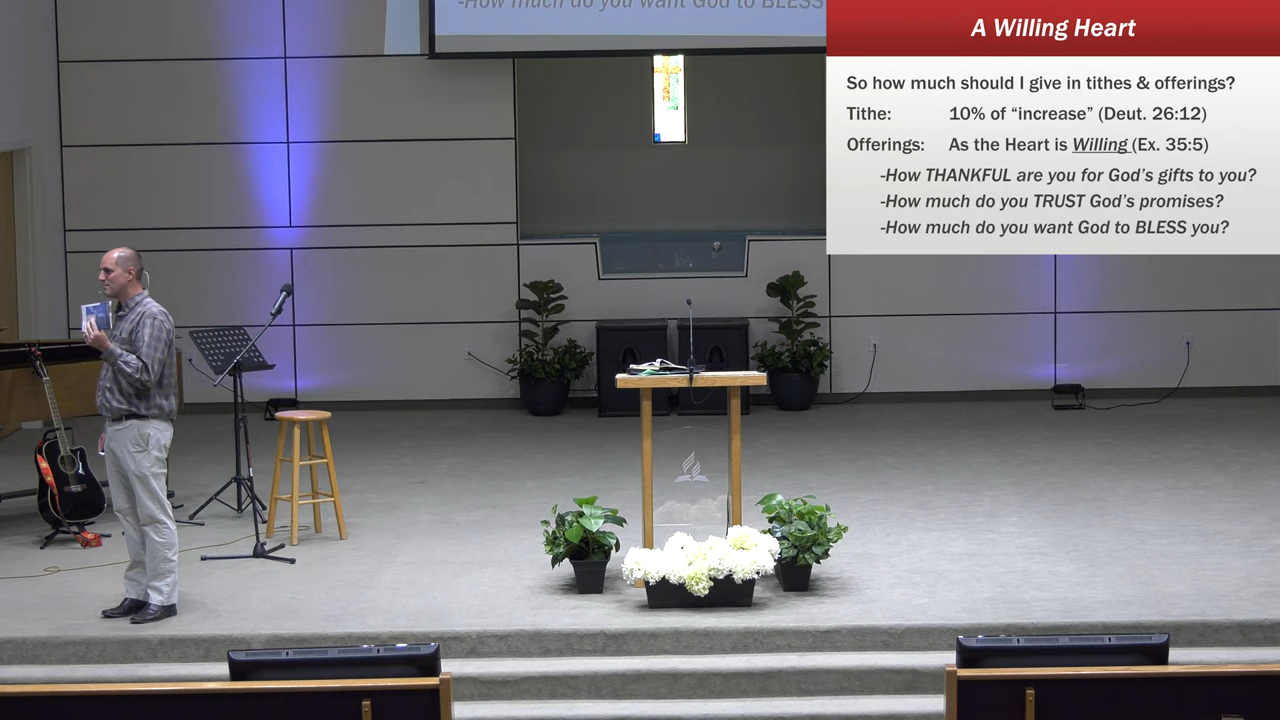 -How much do you want God to BLESS
A Willing Heart
So how much should I give in tithes & offerings?
Tithe: 10% of “increase” (Deut. 26:12)
Offerings: As the Heart is Willing (Ex. 35:5)
-How THANKFUL are you for God’s gifts to you?
-How much do you TRUST God’s promises?
-How much do you want God to BLESS you?